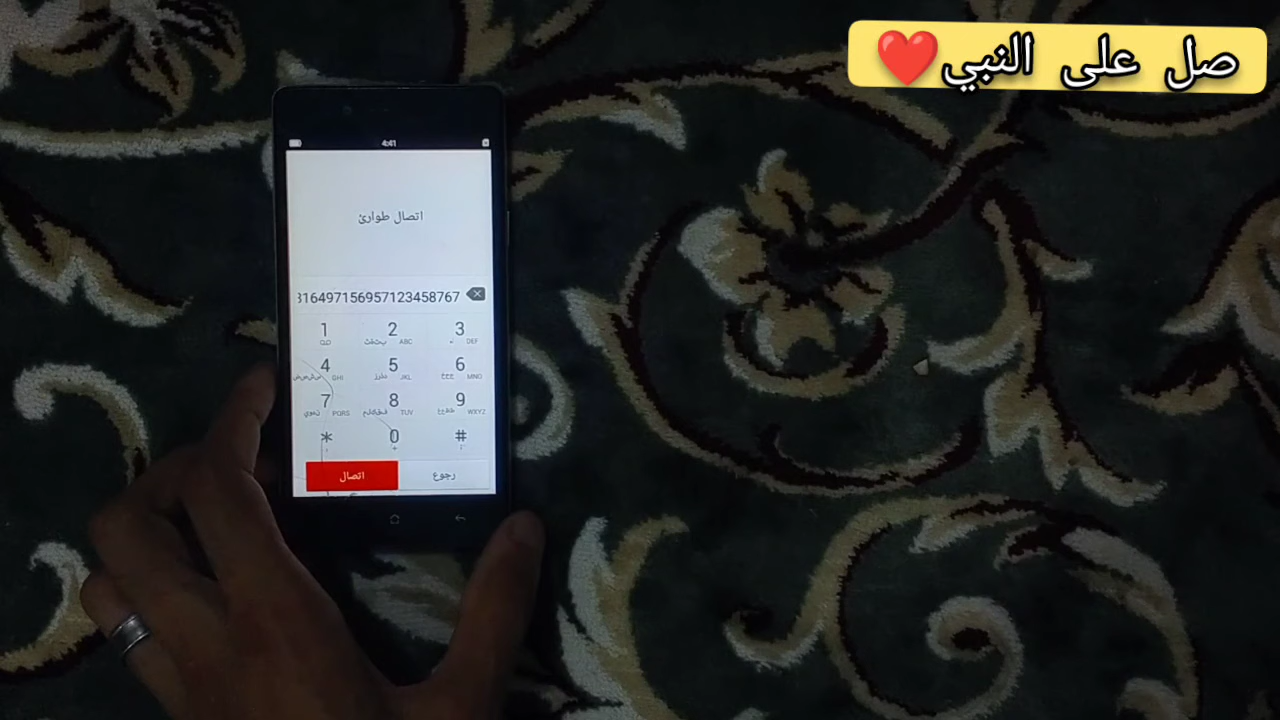 صل على النبي❤️
4:41
اتصال طوارئ
316497156957123458767
1 2 ABC 3 DEF
4 GHI 5 JKL 6 MNO
7 PQRS 8 TUV 9 WXYZ
* 0 + #
اتصال رجوع